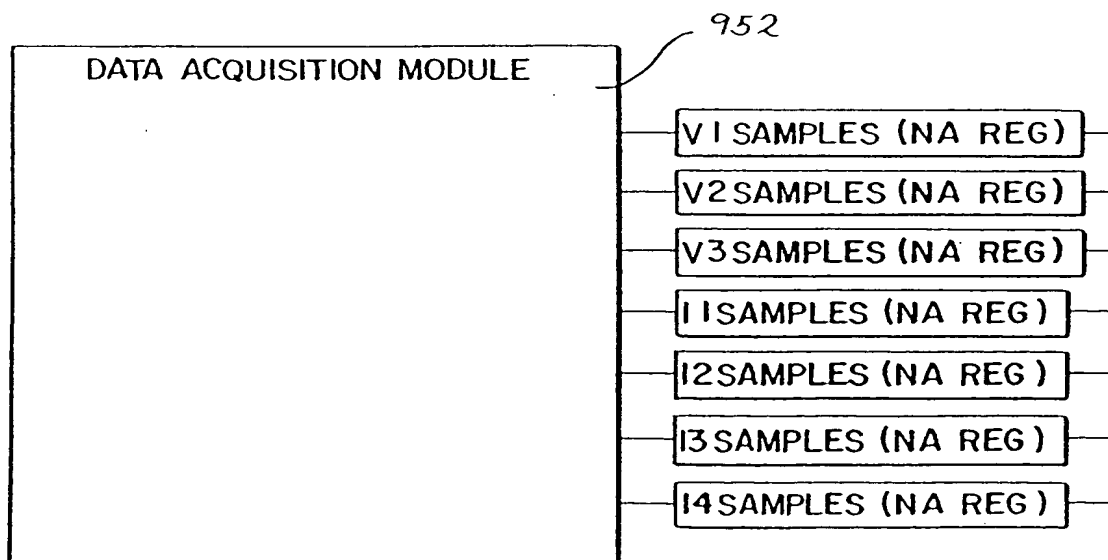 952
DATA ACQUISITION MODULE
V1 SAMPLES (NA REG)
V2 SAMPLES (NA REG)
V3 SAMPLES (NA REG)
I1 SAMPLES (NA REG)
I2 SAMPLES (NA REG)
I3 SAMPLES (NA REG)
I4 SAMPLES (NA REG)